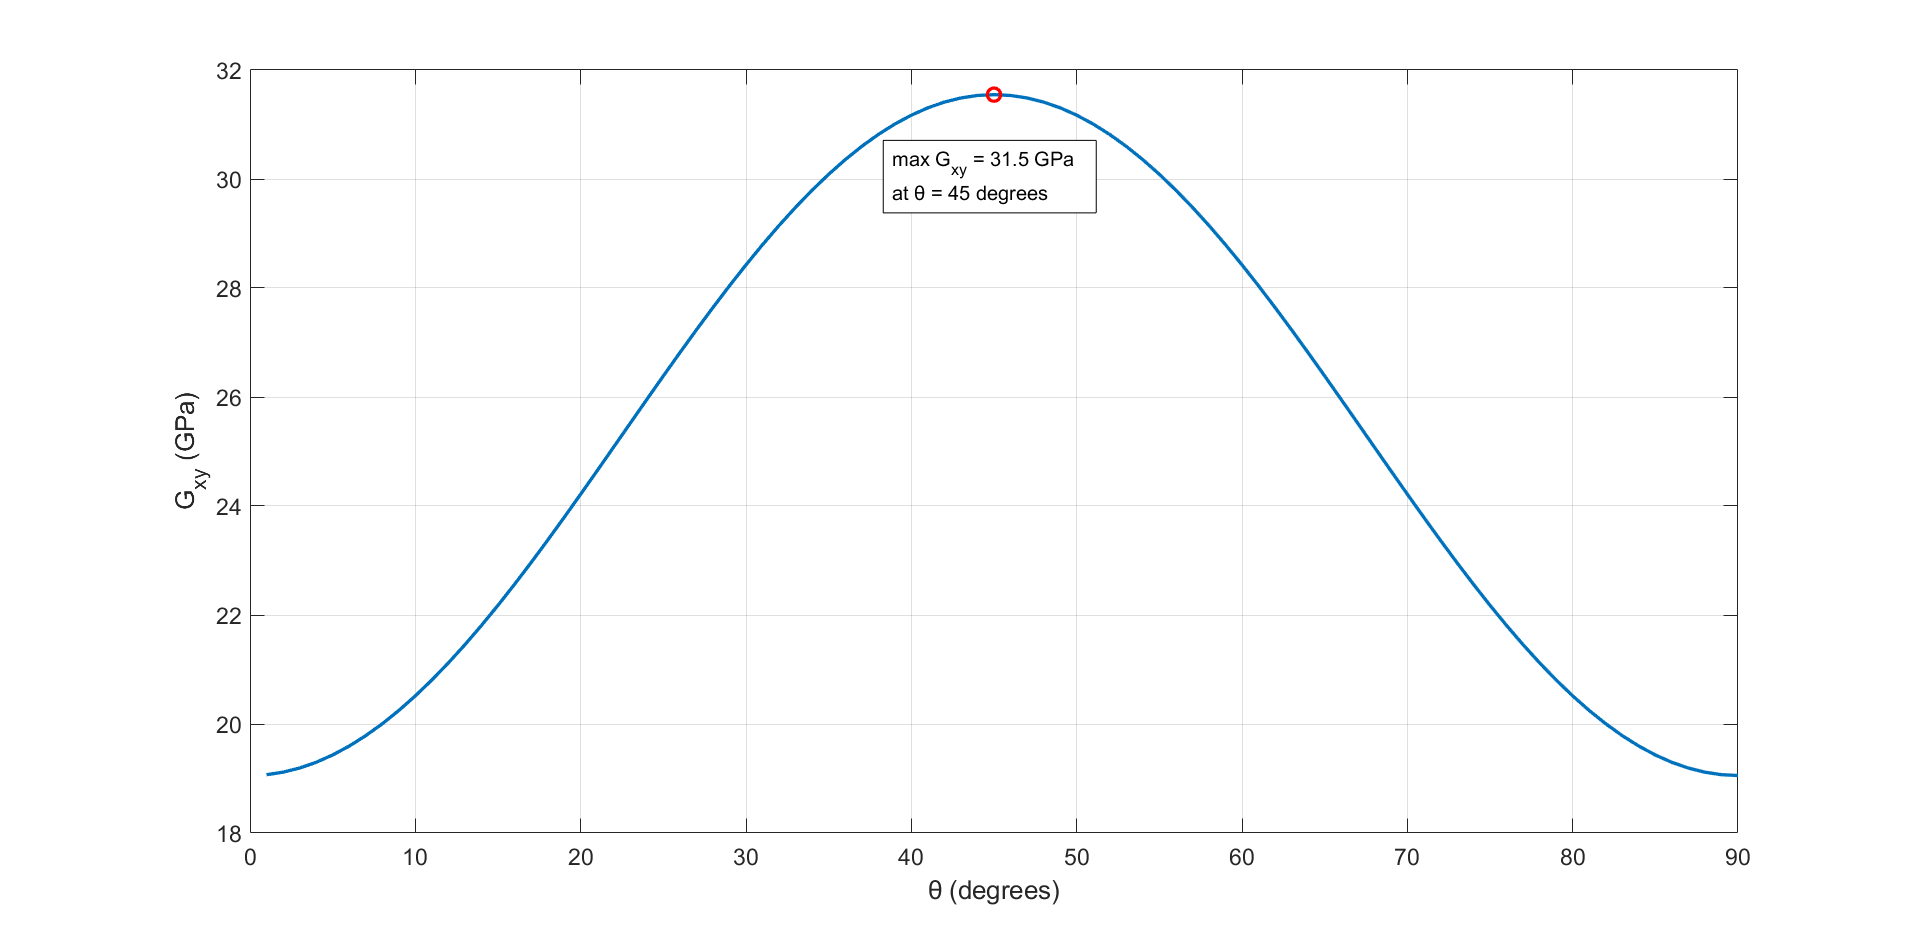 32
30
28
26
24
22
20
18
G_xy (GPa)
max G_xy = 31.5 GPa
at θ = 45 degrees
0 10 20 30 40 50 60 70 80 90
θ (degrees)